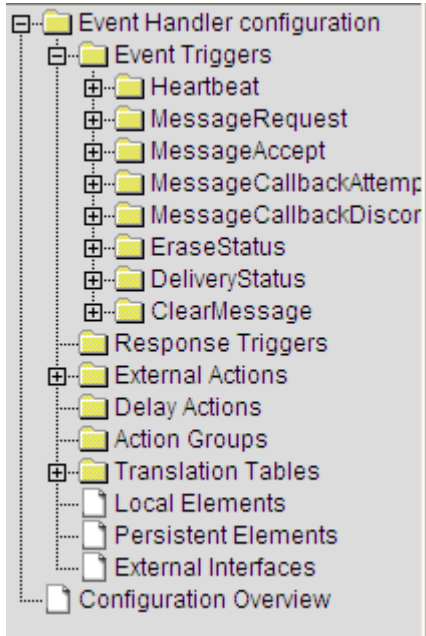 Event Handler configuration
Event Triggers
Heartbeat
MessageRequest
MessageAccept
MessageCallbackAttemp
MessageCallbackDiscor
EraseStatus
DeliveryStatus
ClearMessage
Response Triggers
External Actions
Delay Actions
Action Groups
Translation Tables
Local Elements
Persistent Elements
External Interfaces
Configuration Overview